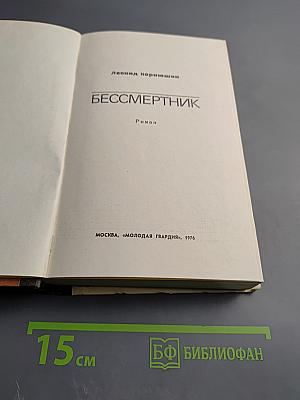 леонид корнюшин
БЕССМЕРТНИК
Роман
МОСКВА, «МОЛОДАЯ ГВАРДИЯ», 1976
15 см
БФ БИБЛИОФАН